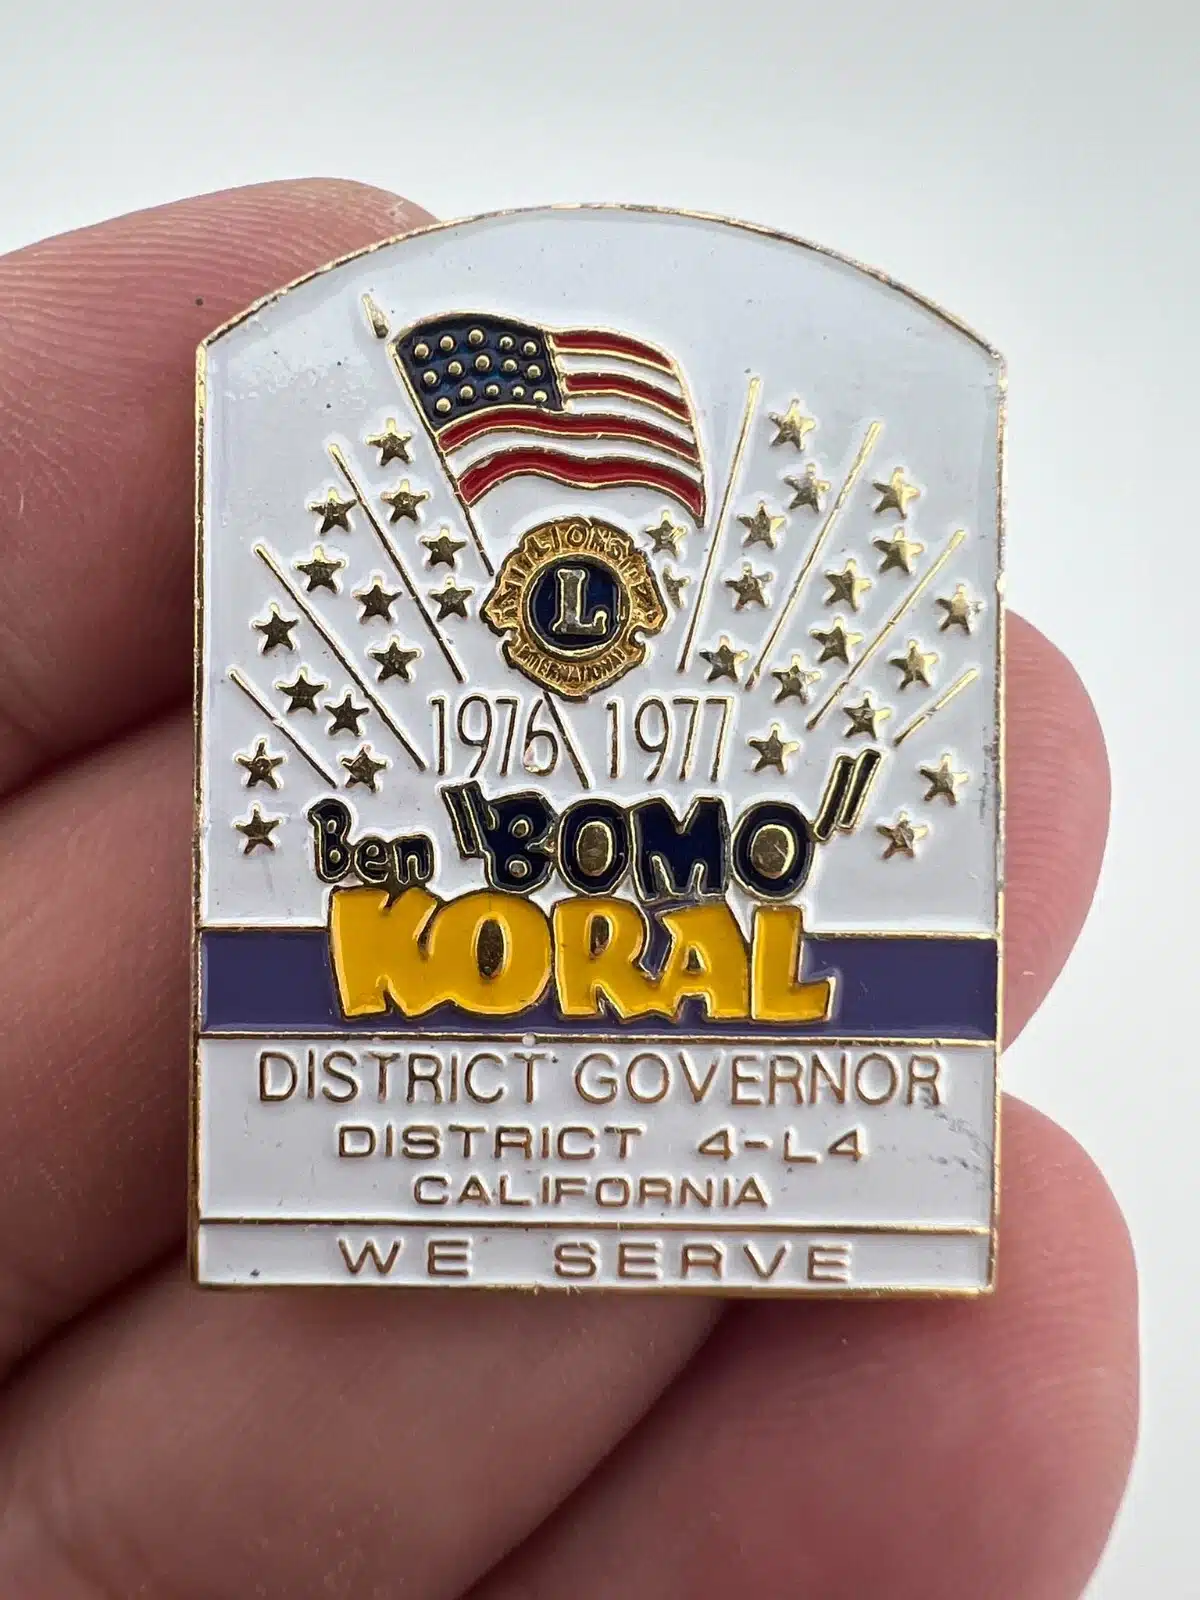 LIONS
L
INTERNATIONAL
1976 1977
Ben "BOMO"
KORAL
DISTRICT GOVERNOR
DISTRICT 4-L4
CALIFORNIA
WE SERVE